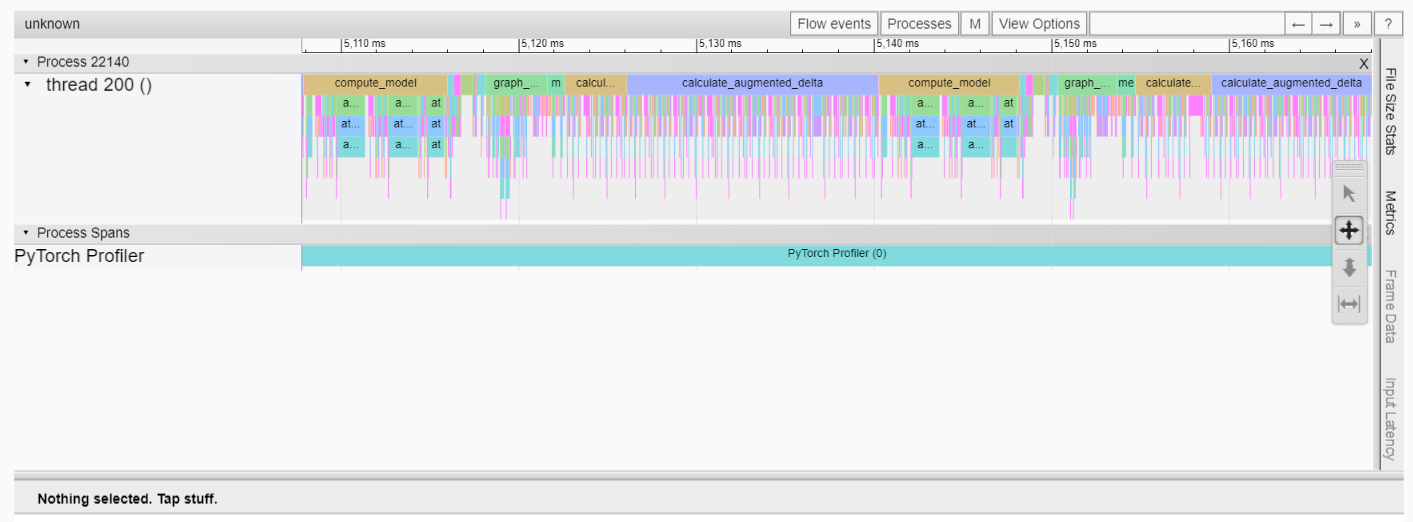 unknown
Flow events Processes M View Options ← → » ?
5,110 ms 5,120 ms 5,130 ms 5,140 ms 5,150 ms 5,160 ms
Process 22140 X
thread 200 ()
compute_model graph_... m calcul... calculate_augmented_delta compute_model graph_... me calculate... calculate_augmented_delta
a... a... at a... a... at
at... at... at at... at... at
a... a... at a... a...
Process Spans
PyTorch Profiler PyTorch Profiler (0)
File Size Stats
Metrics
Frame Data
Input Latency
Nothing selected. Tap stuff.